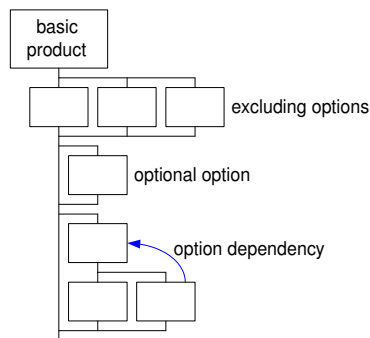 basic
product
excluding options
optional option
option dependency